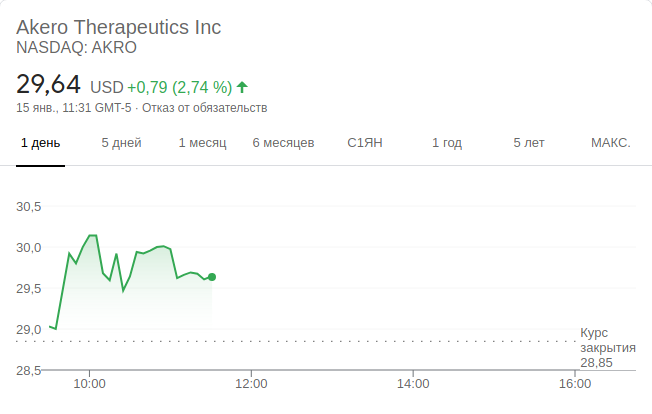 Akero Therapeutics Inc
NASDAQ: AKRO
29,64 USD +0,79 (2,74 %)
15 янв., 11:31 GMT-5 · Отказ от обязательств
1 день 5 дней 1 месяц 6 месяцев С1ЯН 1 год 5 лет МАКС.
30,5
30,0
29,5
29,0
28,5
Курс
закрытия
28,85
10:00 12:00 14:00 16:00